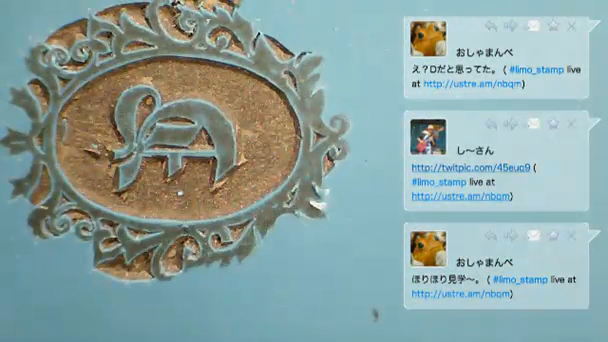 おしゃまんべ
え？Dだと思ってた。 ( #limo_stamp live
at http://ustre.am/nbqm)
し〜さん
http://twitpic.com/45euo9 (
#limo_stamp live at
http://ustre.am/nbqm)
おしゃまんべ
ほりほり見学〜。 ( #limo_stamp live at
http://ustre.am/nbqm)